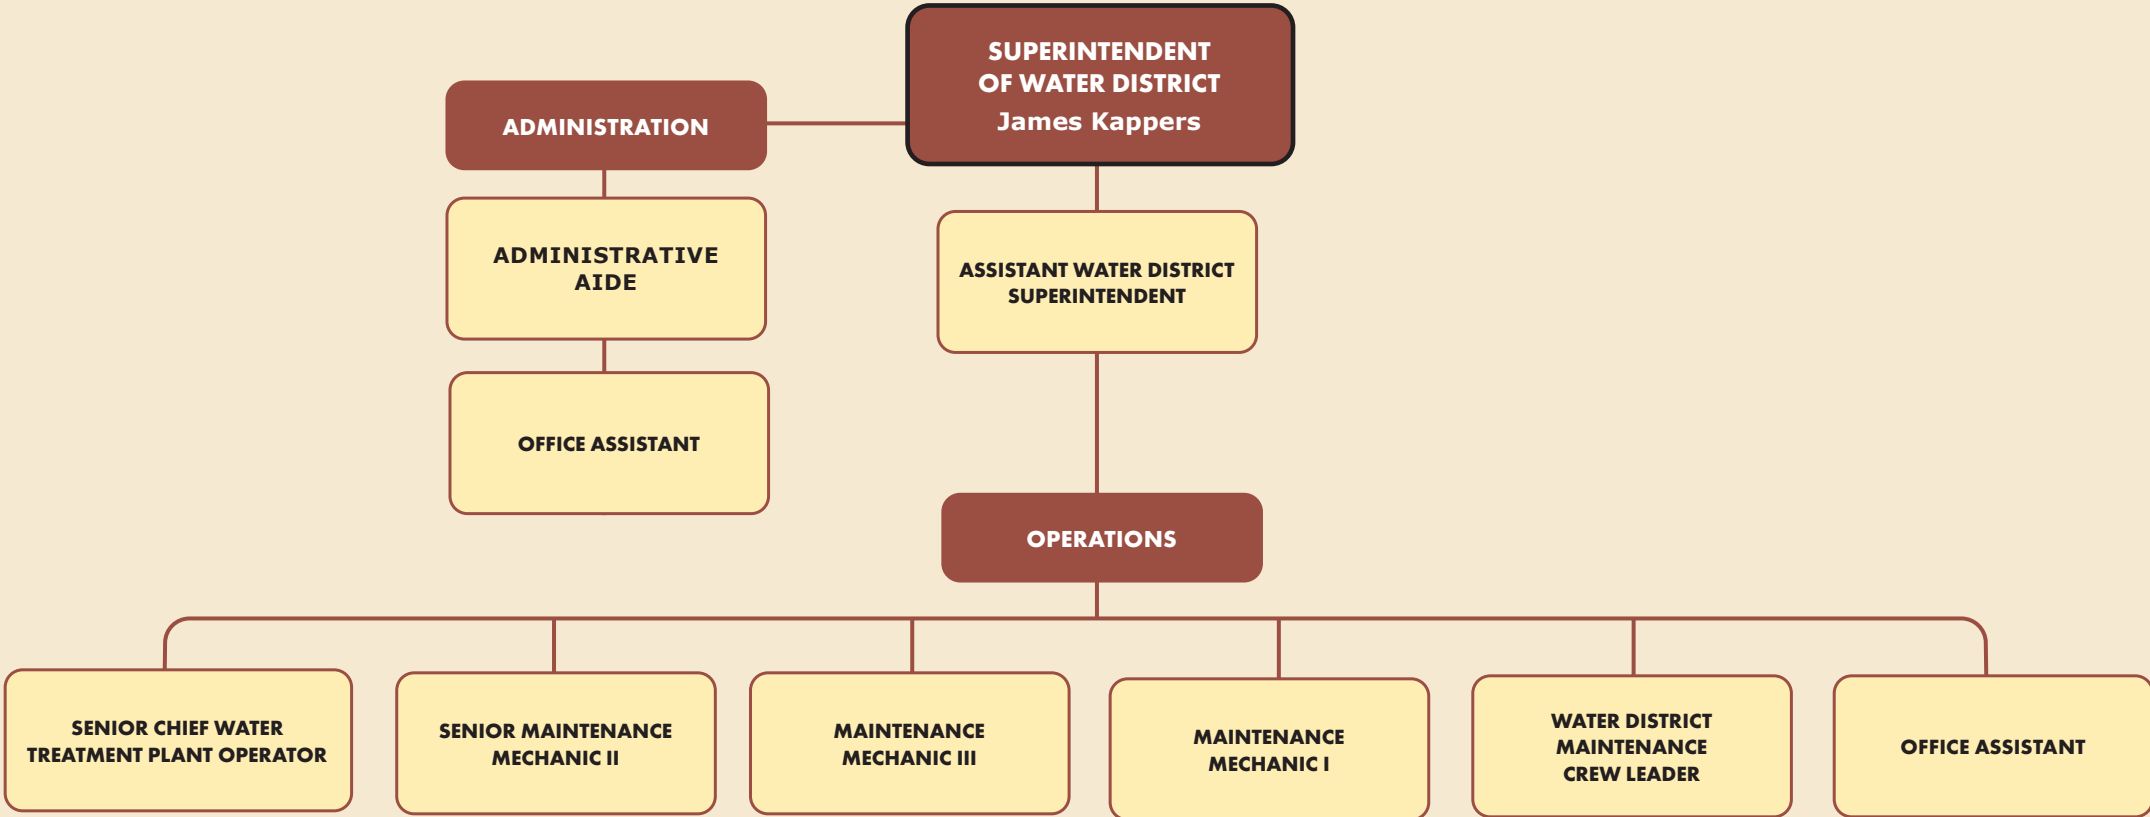 SUPERINTENDENT
OF WATER DISTRICT
James Kappers
ADMINISTRATION
ADMINISTRATIVE
AIDE
ASSISTANT WATER DISTRICT
SUPERINTENDENT
OFFICE ASSISTANT
OPERATIONS
SENIOR CHIEF WATER
TREATMENT PLANT OPERATOR
SENIOR MAINTENANCE
MECHANIC II
MAINTENANCE
MECHANIC III
MAINTENANCE
MECHANIC I
WATER DISTRICT
MAINTENANCE
CREW LEADER
OFFICE ASSISTANT